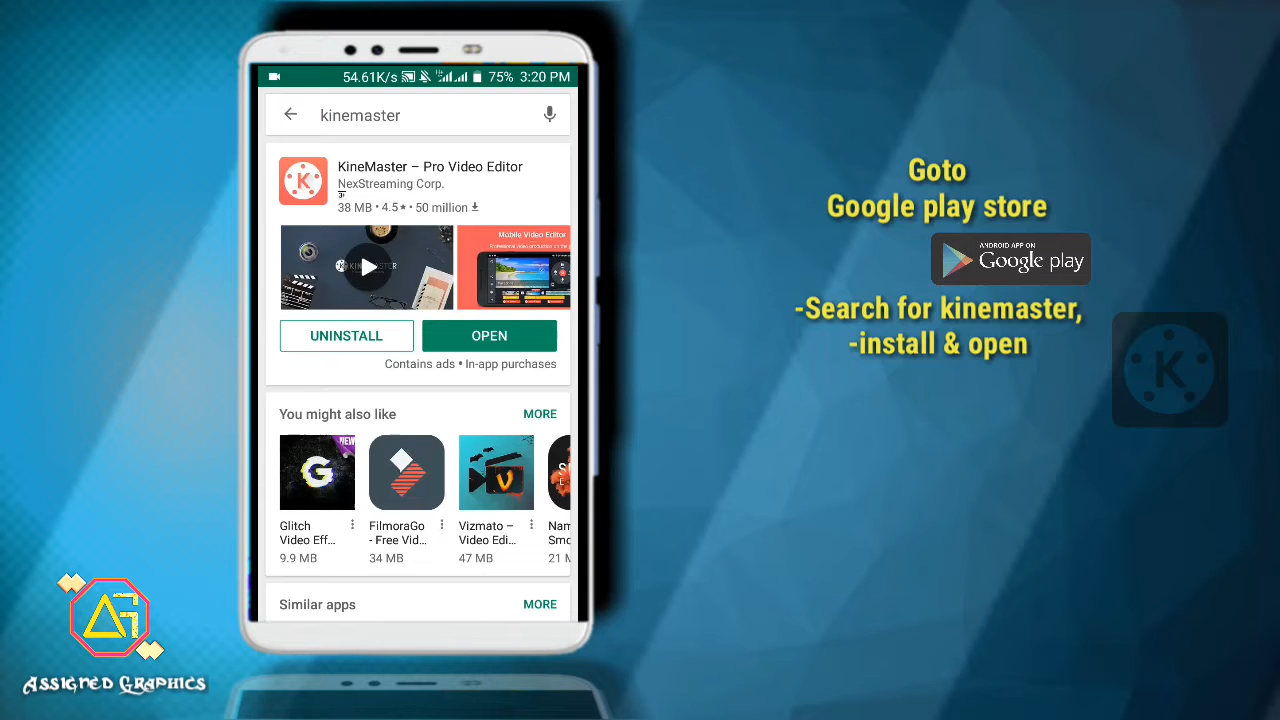 54.61K/s 75% 3:20 PM
kinemaster
KineMaster – Pro Video Editor
NexStreaming Corp.
38 MB • 4.5 • 50 million
KINEMASTER
Mobile Video Editor
UNINSTALL
OPEN
Contains ads • In-app purchases
You might also like
MORE
NEW
G
Glitch
Video Eff...
9.9 MB
FilmoraGo
- Free Vid...
34 MB
Vizmato –
Video Edi...
47 MB
Nam
Smo
21 M
Similar apps
MORE
Goto
Google play store
ANDROID APP ON
Google play
-Search for kinemaster,
-install & open
K
AG
Assigned Graphics